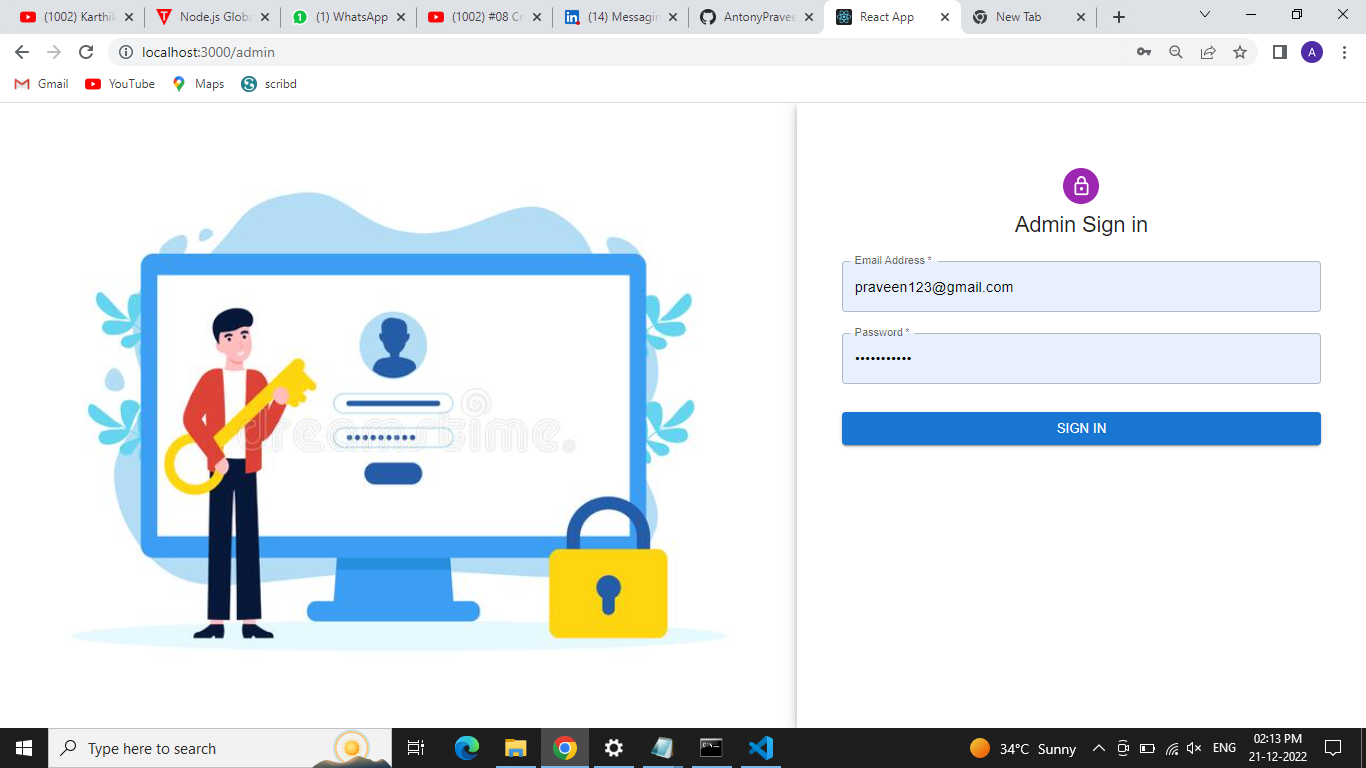 (1002) Karthik
Node.js Globa
(1) WhatsApp
(1002) #08 Cr
(14) Messagin
AntonyPravee
React App
New Tab
localhost:3000/admin
A
Gmail
YouTube
Maps
scribd
dreamstime.
Admin Sign in
Email Address *
praveen123@gmail.com
Password *
•••••••••••
SIGN IN
Type here to search
34°C Sunny
ENG
02:13 PM
21-12-2022